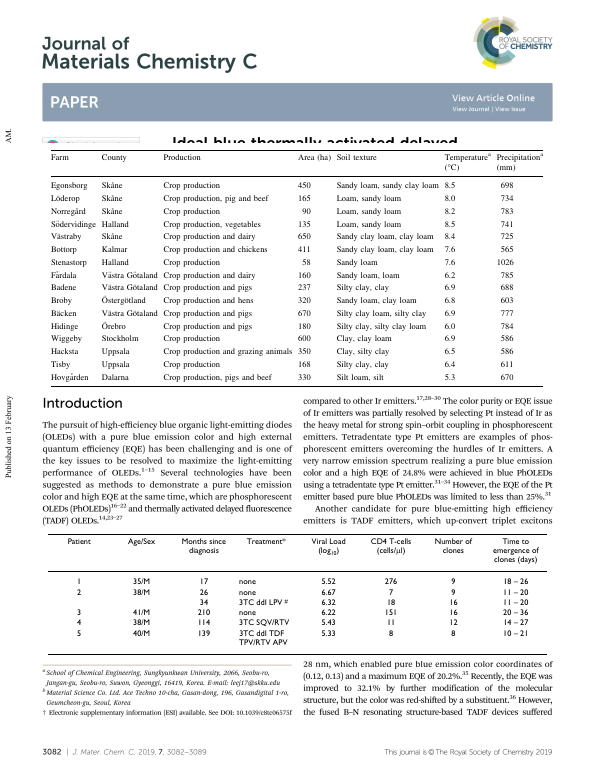 Journal of
Materials Chemistry C
ROYAL SOCIETY
OF CHEMISTRY
PAPER
View Article Online
View Journal | View Issue
Ideal blue thermally activated delayed
Farm County Production Area (ha) Soil texture Temperatureᵃ Precipitationᵃ
(°C) (mm)
Egonsborg Skåne Crop production 450 Sandy loam, sandy clay loam 8.5 698
Löderop Skåne Crop production, pig and beef 165 Loam, sandy loam 8.0 734
Norregård Skåne Crop production 90 Loam, sandy loam 8.2 783
Södervidinge Halland Crop production, vegetables 135 Loam, sandy loam 8.5 741
Västraby Skåne Crop production and dairy 650 Sandy clay loam, clay loam 8.4 725
Bottorp Kalmar Crop production and chickens 411 Sandy clay loam, clay loam 7.6 565
Stenastorp Halland Crop production 58 Sandy loam 7.6 1026
Färdala Västra Götaland Crop production and dairy 160 Sandy loam, loam 6.2 785
Badene Västra Götaland Crop production and pigs 237 Silty clay, clay 6.9 688
Broby Östergötland Crop production and hens 320 Sandy loam, clay loam 6.8 603
Bäcken Västra Götaland Crop production and pigs 670 Silty clay loam, silty clay 6.9 777
Hidinge Örebro Crop production and pigs 180 Silty clay, silty clay loam 6.0 784
Wiggeby Stockholm Crop production 600 Clay, clay loam 6.9 586
Hacksta Uppsala Crop production and grazing animals 350 Clay, silty clay 6.5 586
Tisby Uppsala Crop production 168 Silty clay, clay 6.4 611
Hovgården Dalarna Crop production, pigs and beef 330 Silt loam, silt 5.3 670
Introduction
The pursuit of high-efficiency blue organic light-emitting diodes
(OLEDs) with a pure blue emission color and high external
quantum efficiency (EQE) has been challenging and is one of
the key issues to be resolved to maximize the light-emitting
performance of OLEDs.¹⁻¹⁵ Several technologies have been
suggested as methods to demonstrate a pure blue emission
color and high EQE at the same time, which are phosphorescent
OLEDs (PhOLEDs)¹⁶⁻²² and thermally activated delayed fluorescence
(TADF) OLEDs.¹⁴,²³⁻²⁷
compared to other Ir emitters.¹⁷,²⁸⁻³⁰ The color purity or EQE issue
of Ir emitters was partially resolved by selecting Pt instead of Ir as
the heavy metal for strong spin–orbit coupling in phosphorescent
emitters. Tetradentate type Pt emitters are examples of phos-
phorescent emitters overcoming the hurdles of Ir emitters. A
very narrow emission spectrum realizing a pure blue emission
color and a high EQE of 24.8% were achieved in blue PhOLEDs
using a tetradentate type Pt emitter.³¹⁻³⁴ However, the EQE of the Pt
emitter based pure blue PhOLEDs was limited to less than 25%.³¹
Another candidate for pure blue-emitting high efficiency
emitters is TADF emitters, which up-convert triplet excitons
Patient Age/Sex Months since Treatment* Viral Load CD4 T-cells Number of Time to
diagnosis (log₁₀) (cells/μl) clones emergence of
clones (days)
1 35/M 17 none 5.52 276 9 18 – 26
2 38/M 26 none 6.67 7 9 11 – 20
34 3TC ddI LPV # 6.32 18 16 11 – 20
3 41/M 210 none 6.22 151 16 20 – 36
4 38/M 114 3TC SQV/RTV 5.43 11 12 14 – 27
5 40/M 139 3TC ddI TDF 5.33 8 8 10 – 21
TPV/RTV APV
ᵃ School of Chemical Engineering, Sungkyunkwan University, 2066, Seobu-ro,
Jangan-gu, Seobu-ro, Suwon, Gyeonggi, 16419, Korea. E-mail: leej17@skku.edu
ᵇ Material Science Co. Ltd. Ace Techno 10-cha, Gasan-dong, 196, Gasandigital 1-ro,
Geumcheon-gu, Seoul, Korea
† Electronic supplementary information (ESI) available. See DOI: 10.1039/c8tc06575f
28 nm, which enabled pure blue emission color coordinates of
(0.12, 0.13) and a maximum EQE of 20.2%.³⁵ Recently, the EQE was
improved to 32.1% by further modification of the molecular
structure, but the color was red-shifted by a substituent.³⁶ However,
the fused B–N resonating structure-based TADF devices suffered
3082 | J. Mater. Chem. C, 2019, 7, 3082–3089
This journal is © The Royal Society of Chemistry 2019
Published on 13 February
AM.